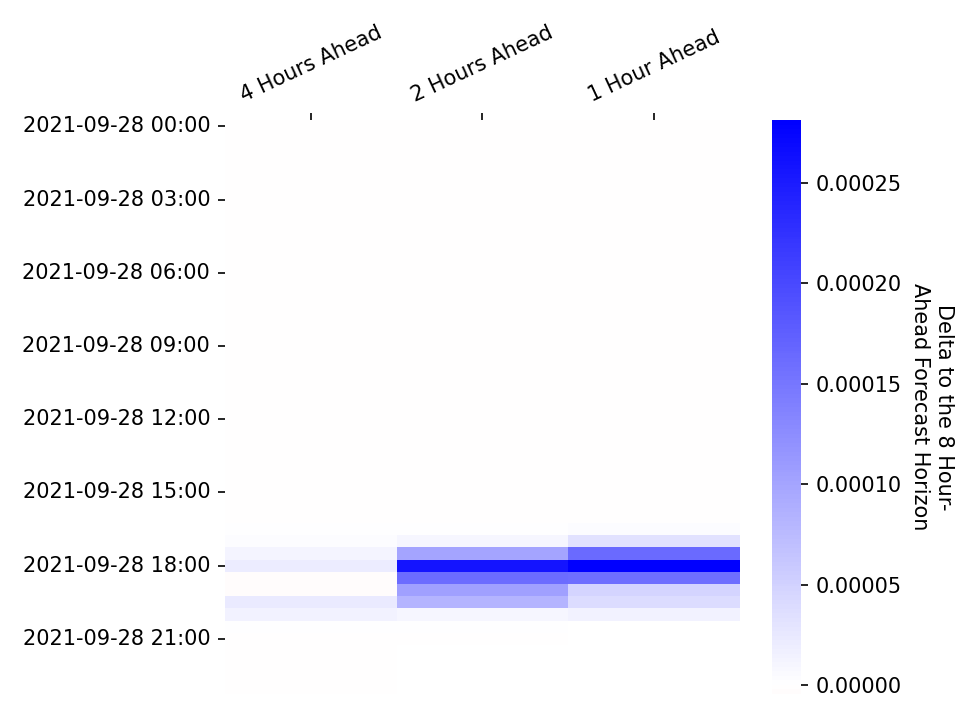 4 Hours Ahead
2 Hours Ahead
1 Hour Ahead
2021-09-28 00:00
2021-09-28 03:00
2021-09-28 06:00
2021-09-28 09:00
2021-09-28 12:00
2021-09-28 15:00
2021-09-28 18:00
2021-09-28 21:00
0.00025
0.00020
0.00015
0.00010
0.00005
0.00000
Delta to the 8 Hour-
Ahead Forecast Horizon